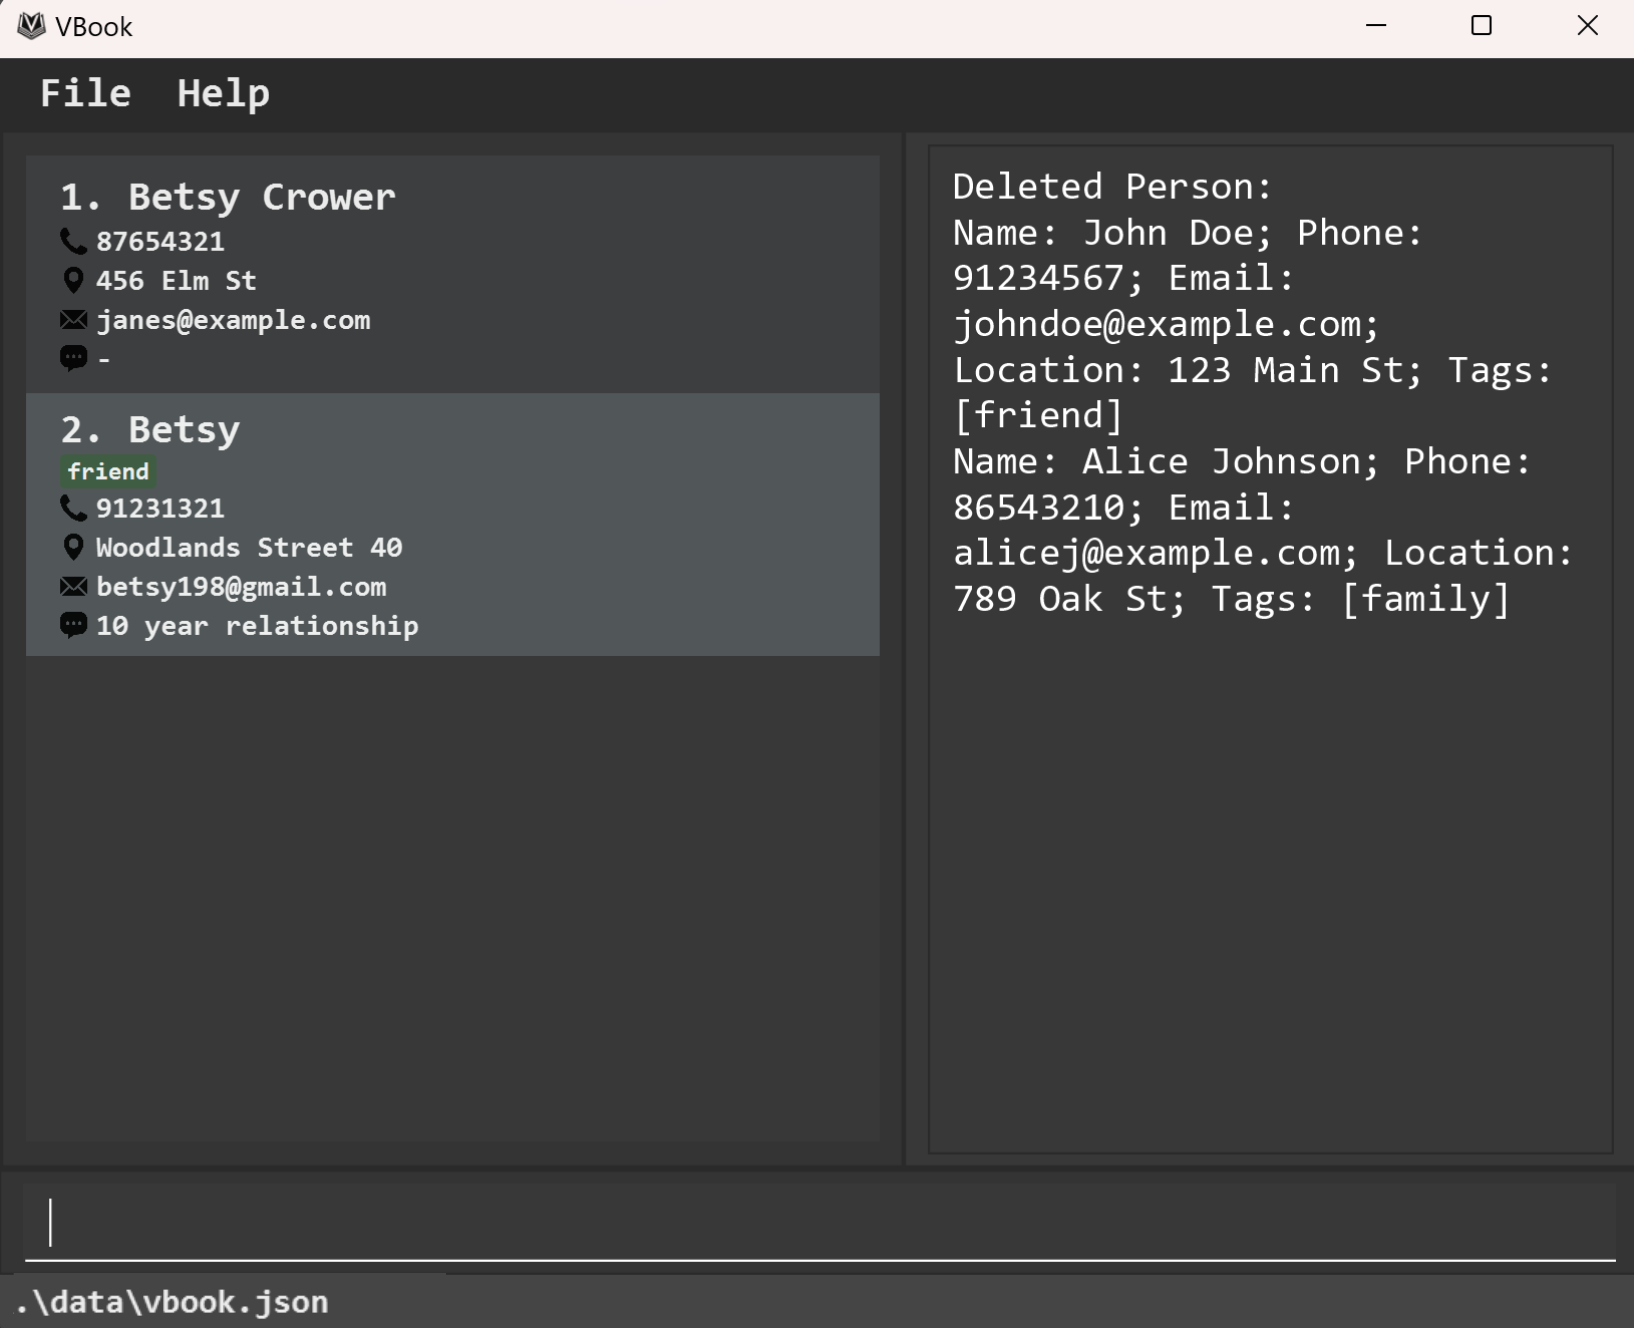 VBook
File Help
1. Betsy Crower
87654321
456 Elm St
janes@example.com
-
2. Betsy
friend
91231321
Woodlands Street 40
betsy198@gmail.com
10 year relationship
Deleted Person:
Name: John Doe; Phone:
91234567; Email:
johndoe@example.com;
Location: 123 Main St; Tags:
[friend]
Name: Alice Johnson; Phone:
86543210; Email:
alicej@example.com; Location:
789 Oak St; Tags: [family]
.\data\vbook.json